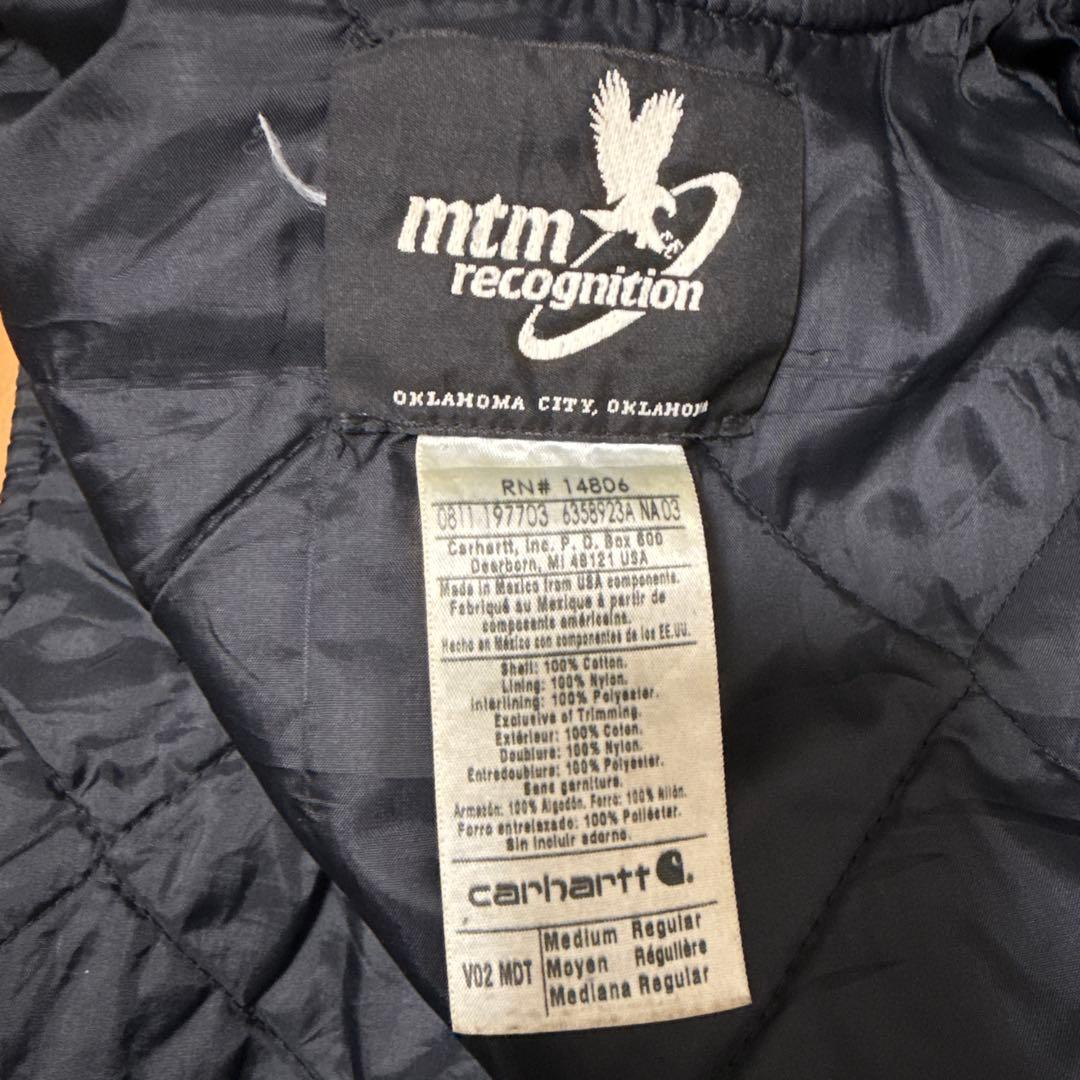 mtm
recognition
OKLAHOMA CITY, OKLAHOMA
RN# 14806
0811 197703 6358923A NA03
Carhartt, Inc. P. O. Box 600
Dearborn, MI 48121 USA
Made in Mexico from USA components.
Fabriqué au Mexique à partir de
composants américains.
Hecho en México con componentes de los EE.UU.
Shell: 100% Cotton.
Lining: 100% Nylon.
Interlining: 100% Polyester.
Exclusive of Trimming.
Extérieur: 100% Coton.
Doublure: 100% Nylon.
Entredoublure: 100% Polyester.
Sans garniture.
Armazón: 100% Algodón. Forro: 100% Nilón.
Forro entrelazado: 100% Poliéster.
Sin incluir adorno.
carhartt
V02 MDT
Medium Regular
Moyen Régulière
Mediana Regular